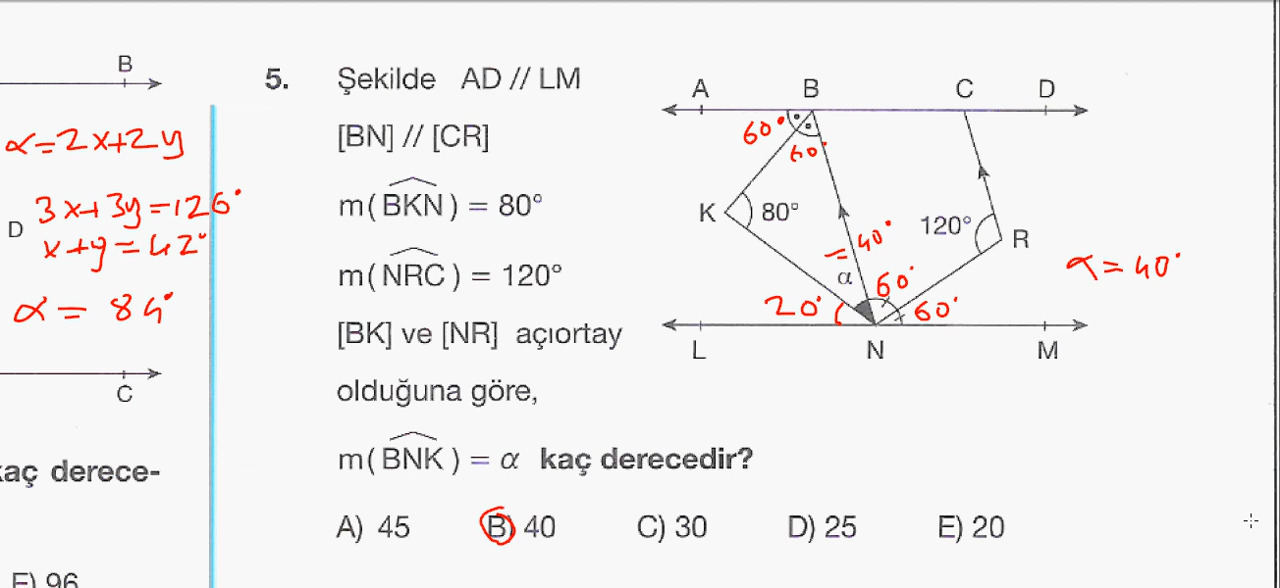 B
α=2x+2y
D 3x+3y=126°
x+y=42°
α= 84°
C
kaç derece-
E) 96
5. Şekilde AD // LM
[BN] // [CR]
m(BKN) = 80°
m(NRC) = 120°
[BK] ve [NR] açıortay
olduğuna göre,
m(BNK) = α kaç derecedir?
A) 45 B) 40 C) 30 D) 25 E) 20
A B C D
60° 60°
K 80° 120° R
=40°
α 60°
20° 60°
L N M
α=40°